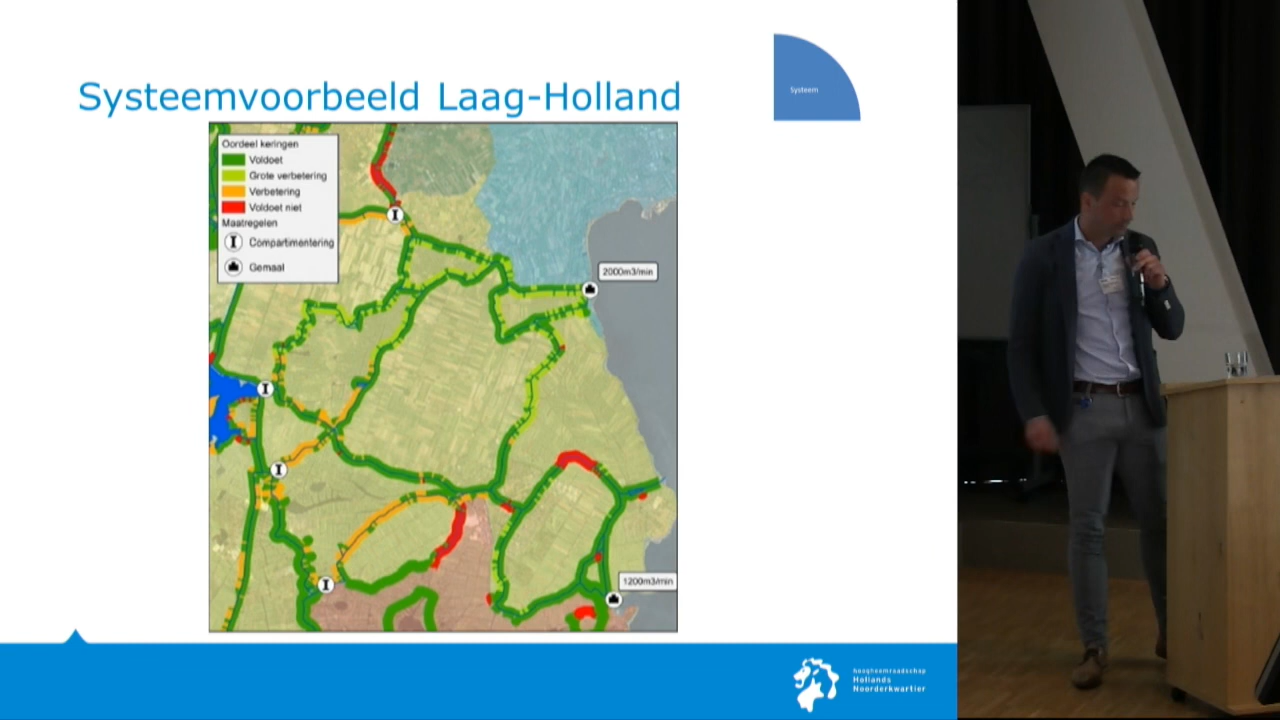 Systeemvoorbeeld Laag-Holland
Systeem
Oordeel keringen
Voldoet
Grote verbetering
Verbetering
Voldoet niet
Maatregelen
Compartimentering
Gemaal
2000m3/min
1200m3/min
hoogheemraadschap
Hollands
Noorderkwartier